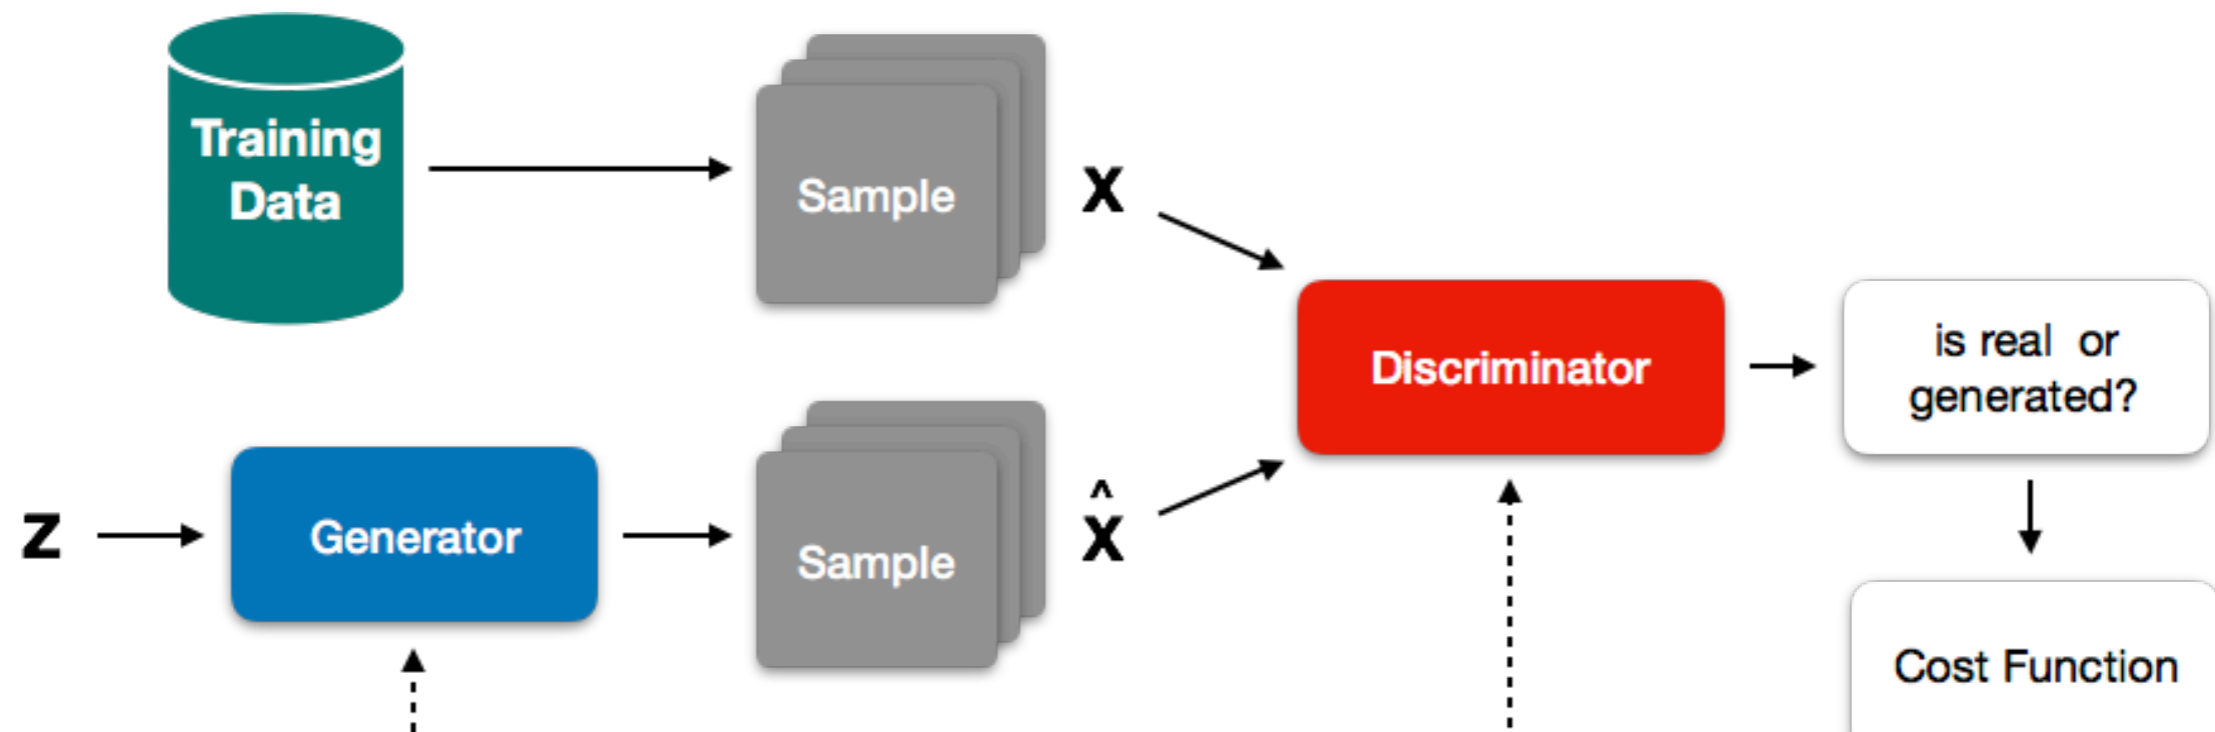 Training
Data
Sample
x
Discriminator
is real or
generated?
z
Generator
Sample
x̂
Cost Function